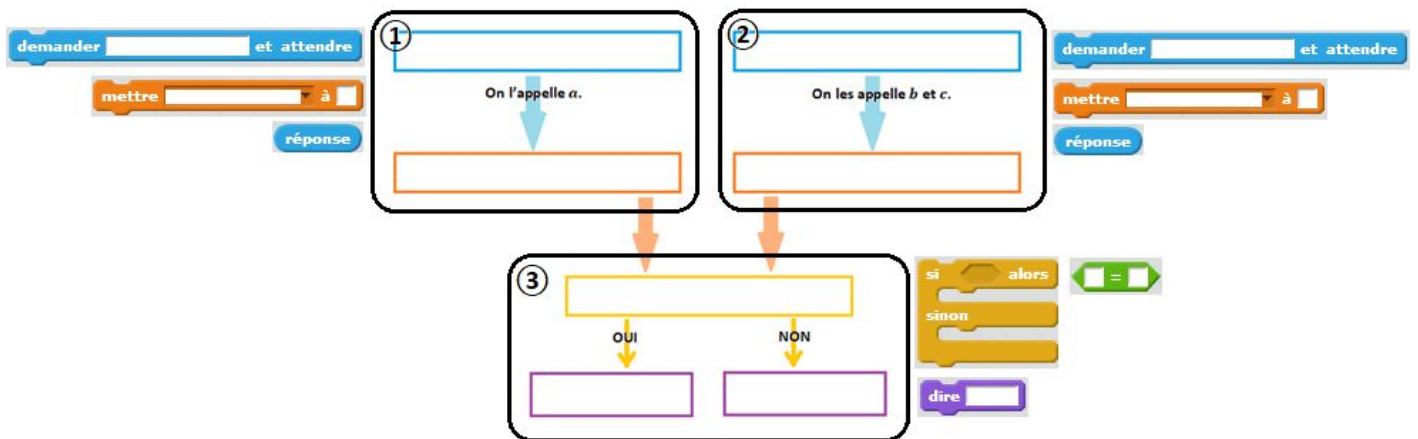 demander et attendre
mettre à
réponse
①
On l'appelle a.
②
On les appelle b et c.
demander et attendre
mettre à
réponse
③
OUI
NON
si alors
sinon
=
dire